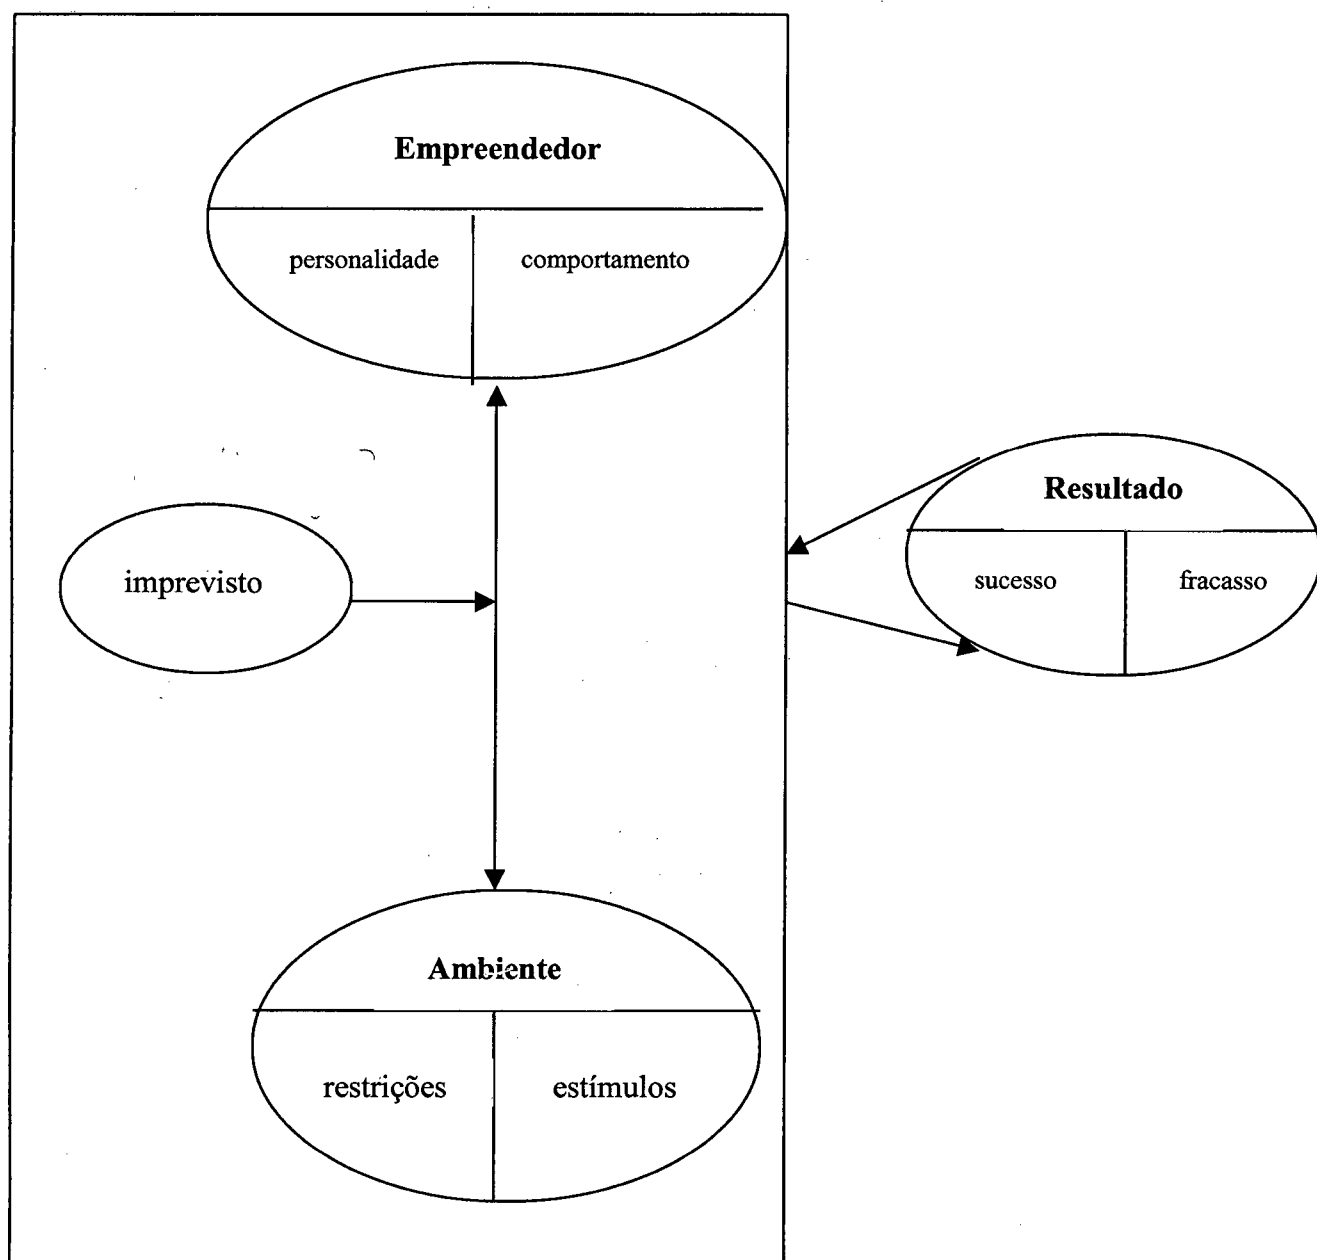 Empreendedor
personalidade
comportamento
Resultado
sucesso
fracasso
imprevisto
Ambiente
restrições
estímulos